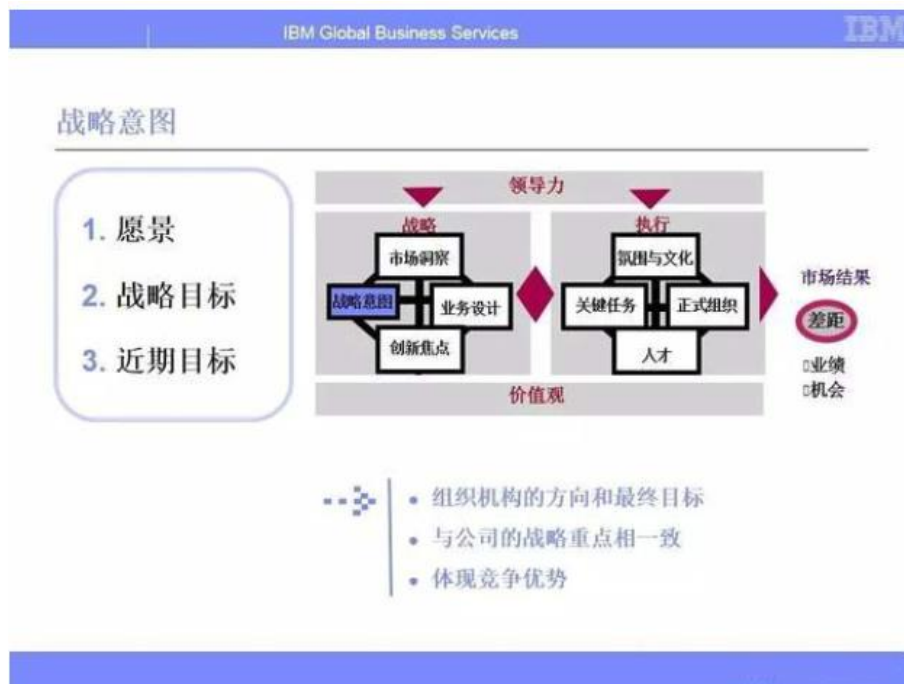 IBM Global Business Services
IBM
战略意图
1. 愿景
2. 战略目标
3. 近期目标
领导力
战略
市场洞察
战略意图
业务设计
创新焦点
执行
氛围与文化
关键任务
正式组织
人才
价值观
市场结果
差距
▯业绩
▯机会
• 组织机构的方向和最终目标
• 与公司的战略重点相一致
• 体现竞争优势